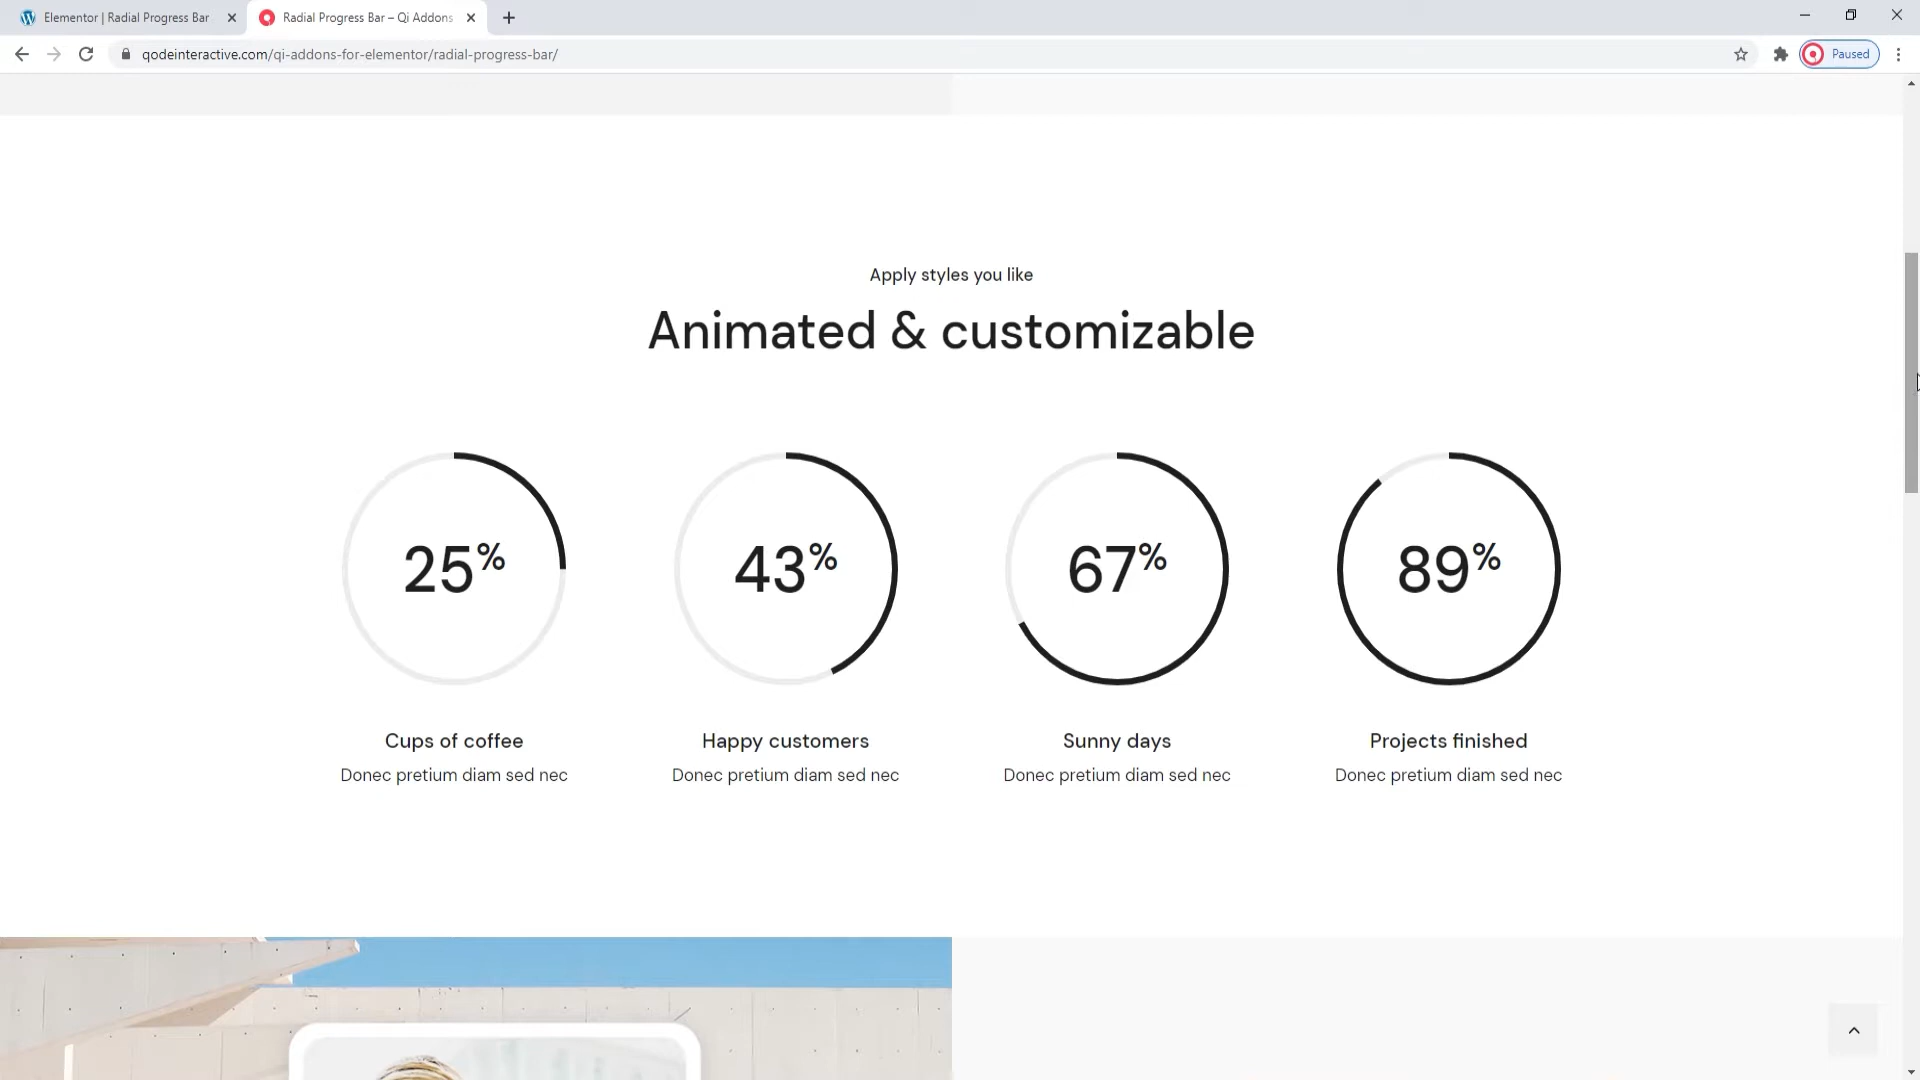 Elementor | Radial Progress Bar
Radial Progress Bar – Qi Addons
qodeinteractive.com/qi-addons-for-elementor/radial-progress-bar/
Paused
Apply styles you like
Animated & customizable
25%
43%
67%
89%
Cups of coffee
Happy customers
Sunny days
Projects finished
Donec pretium diam sed nec
Donec pretium diam sed nec
Donec pretium diam sed nec
Donec pretium diam sed nec